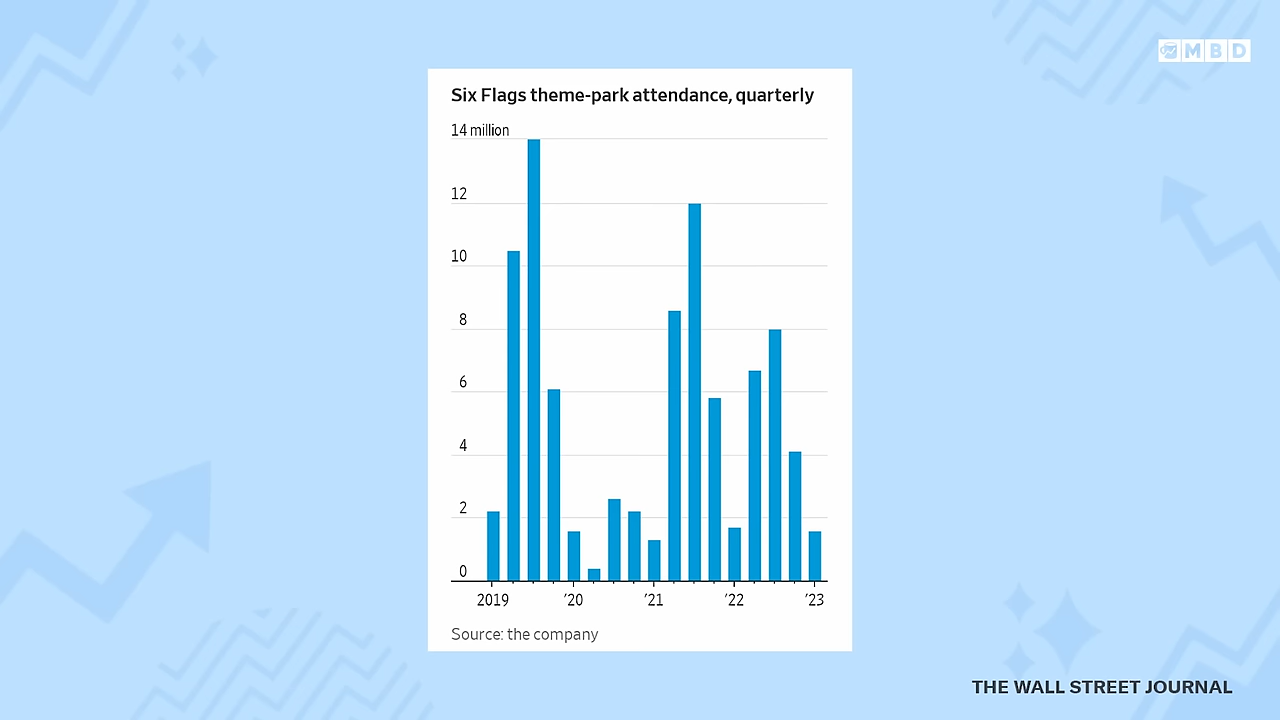 MBD
Six Flags theme-park attendance, quarterly
14 million
12
10
8
6
4
2
0
2019 ’20 ’21 ’22 ’23
Source: the company
THE WALL STREET JOURNAL